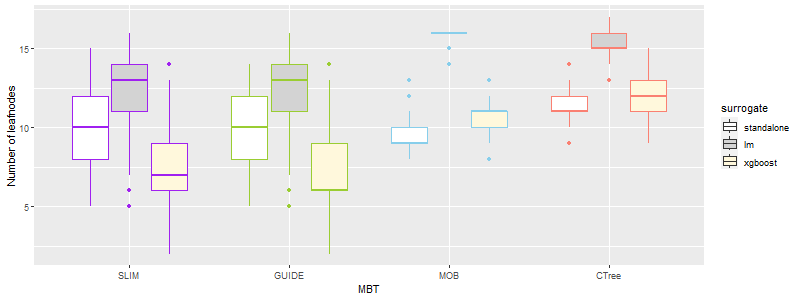 Number of leafnodes
15
10
5
SLIM
GUIDE
MOB
CTree
MBT
surrogate
standalone
lm
xgboost